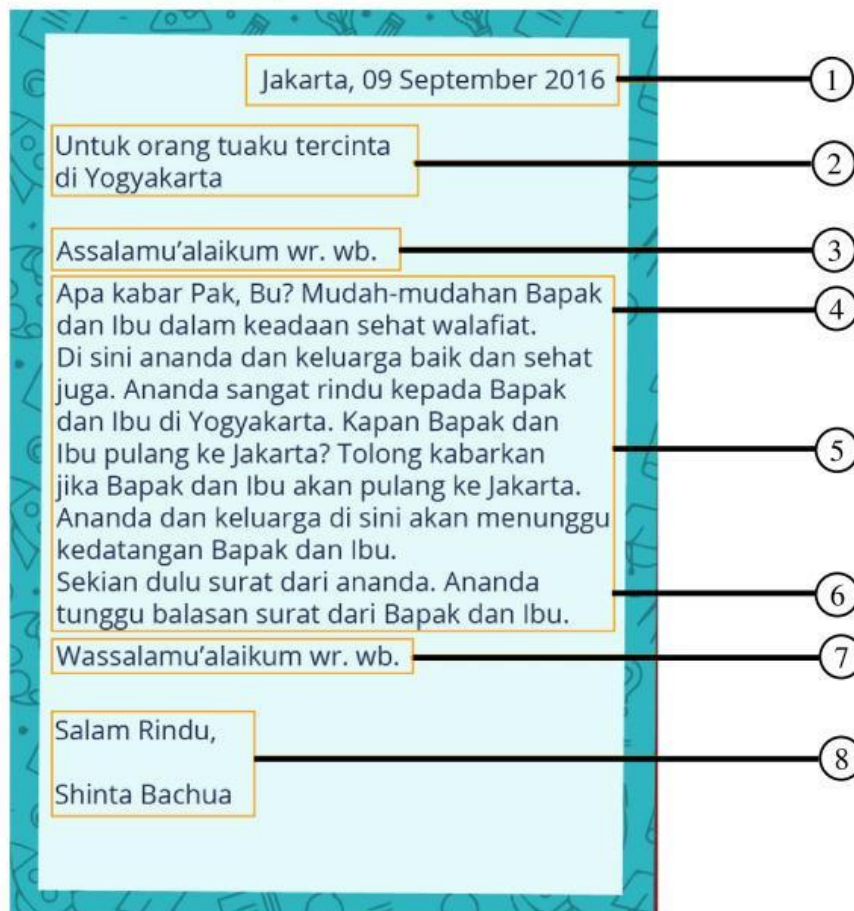 Jakarta, 09 September 2016
1
Untuk orang tuaku tercinta
di Yogyakarta
2
Assalamu'alaikum wr. wb.
3
Apa kabar Pak, Bu? Mudah-mudahan Bapak
4
dan Ibu dalam keadaan sehat walafiat.
Di sini ananda dan keluarga baik dan sehat
juga. Ananda sangat rindu kepada Bapak
dan Ibu di Yogyakarta. Kapan Bapak dan
Ibu pulang ke Jakarta? Tolong kabarkan
5
jika Bapak dan Ibu akan pulang ke Jakarta.
Ananda dan keluarga di sini akan menunggu
kedatangan Bapak dan Ibu.
Sekian dulu surat dari ananda. Ananda
6
tunggu balasan surat dari Bapak dan Ibu.
Wassalamu'alaikum wr. wb.
7
Salam Rindu,
8
Shinta Bachua